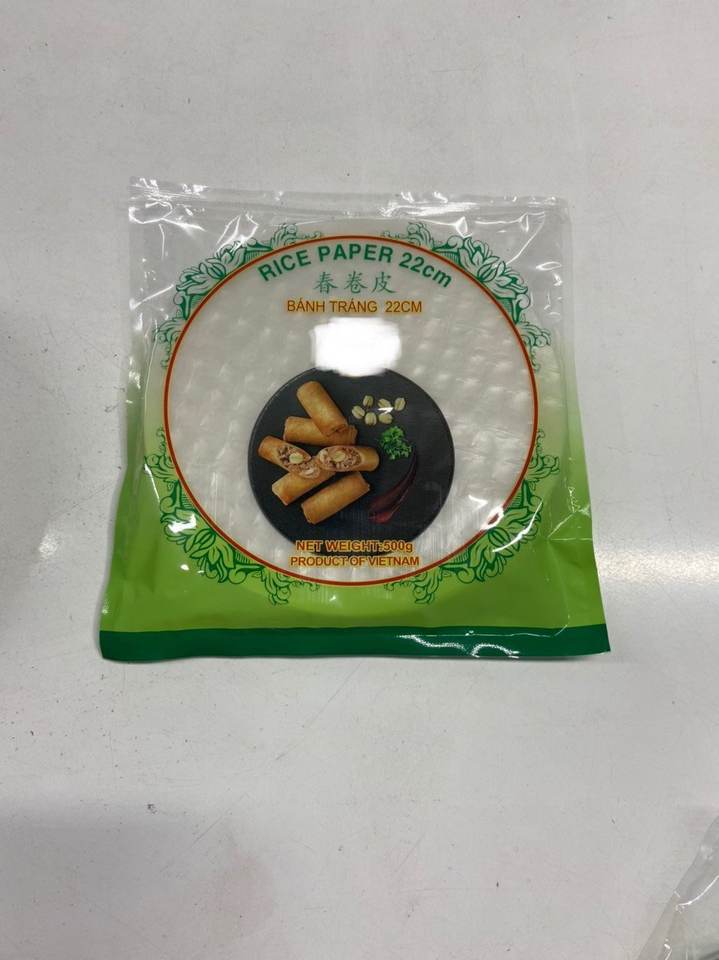 RICE PAPER 22cm
春卷皮
BÁNH TRÁNG 22CM
NET WEIGHT:500g
PRODUCT OF VIETNAM